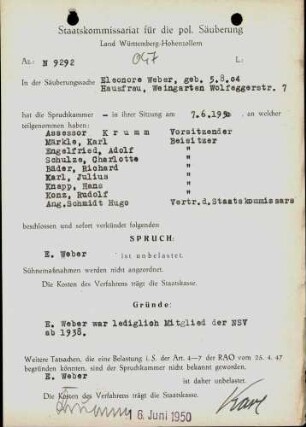 Staatskommissariat für die pol. Säuberung
Land Württemberg-Hohenzollern
Az. N 9292
N
In der Säuberungssache Eleonore Weber, geb. 5.8.04
Hausfrau, Weingarten Wolfeggerstr. 7
hat die Spruchkammer – in ihrer Sitzung am 7.6.1950 , an welcher
teilgenommen haben:
Assessor Krumm Vorsitzender
Märkle, Karl Beisitzer
Engelfried, Adolf "
Schulze, Charlotte "
Bäder, Richard "
Karl, Julius "
Knapp, Hans "
Konz, Rudolf "
Ang.Schmidt Hugo Vertr.d.Staatskommissars
beschlossen und sofort verkündet folgenden
SPRUCH:
E. Weber
ist unbelastet.
Sühnemaßnahmen werden nicht angeordnet.
Die Kosten des Verfahrens trägt die Staatskasse.
Gründe:
E. Weber war lediglich Mitglied der NSV
ab 1938.
Weitere Tatsachen, die eine Belastung i.S. der Art. 4–7 der RAO vom 25. 4. 47
begründen könnten, sind der Spruchkammer nicht bekannt geworden.
E. Weber ist daher unbelastet.
Die Kosten des Verfahrens trägt die Staatskasse.
16 Juni 1950